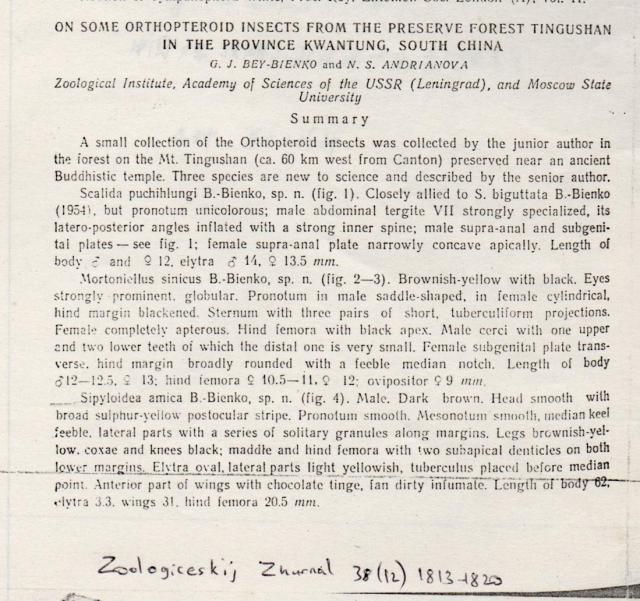 ON SOME ORTHOPTEROID INSECTS FROM THE PRESERVE FOREST TINGUSHAN
IN THE PROVINCE KWANTUNG, SOUTH CHINA
G. J. BEY-BIENKO and N. S. ANDRIANOVA
Zoological Institute, Academy of Sciences of the USSR (Leningrad), and Moscow State
University
Summary
A small collection of the Orthopteroid insects was collected by the junior author in
the forest on the Mt. Tingushan (ca. 60 km west from Canton) preserved near an ancient
Buddhistic temple. Three species are new to science and described by the senior author.
Scalida puchihlungi B.-Bienko, sp. n. (fig. 1). Closely allied to S. biguttata B.-Bienko
(1954), but pronotum unicolorous; male abdominal tergite VII strongly specialized, its
latero-posterior angles inflated with a strong inner spine; male supra-anal and subgeni-
tal plates — see fig. 1; female supra-anal plate narrowly concave apically. Length of
body ♂ and ♀ 12, elytra ♂ 14, ♀ 13.5 mm.
Mortoniellus sinicus B.-Bienko, sp. n. (fig. 2—3). Brownish-yellow with black. Eyes
strongly prominent, globular. Pronotum in male saddle-shaped, in female cylindrical,
hind margin blackened. Sternum with three pairs of short, tuberculiform projections.
Female completely apterous. Hind femora with black apex. Male cerci with one upper
and two lower teeth of which the distal one is very small. Female subgenital plate trans-
verse, hind margin broadly rounded with a feeble median notch. Length of body
♂12—12.5, ♀ 13; hind femora ♀ 10.5—11, ♀ 12; ovipositor ♀ 9 mm.
Sipyloidea amica B.-Bienko, sp. n. (fig. 4). Male. Dark brown. Head smooth with
broad sulphur-yellow postocular stripe. Pronotum smooth. Mesonotum smooth, median keel
feeble, lateral parts with a series of solitary granules along margins. Legs brownish-yel-
low, coxae and knees black; maddle and hind femora with two subapical denticles on both
lower margins. Elytra oval, lateral parts light yellowish, tuberculus placed before median
point. Anterior part of wings with chocolate tinge, fan dirty infumate. Length of body 62,
elytra 3.3, wings 31, hind femora 20.5 mm.
Zoologiceskij Zhurnal 38(12) 1813-1820